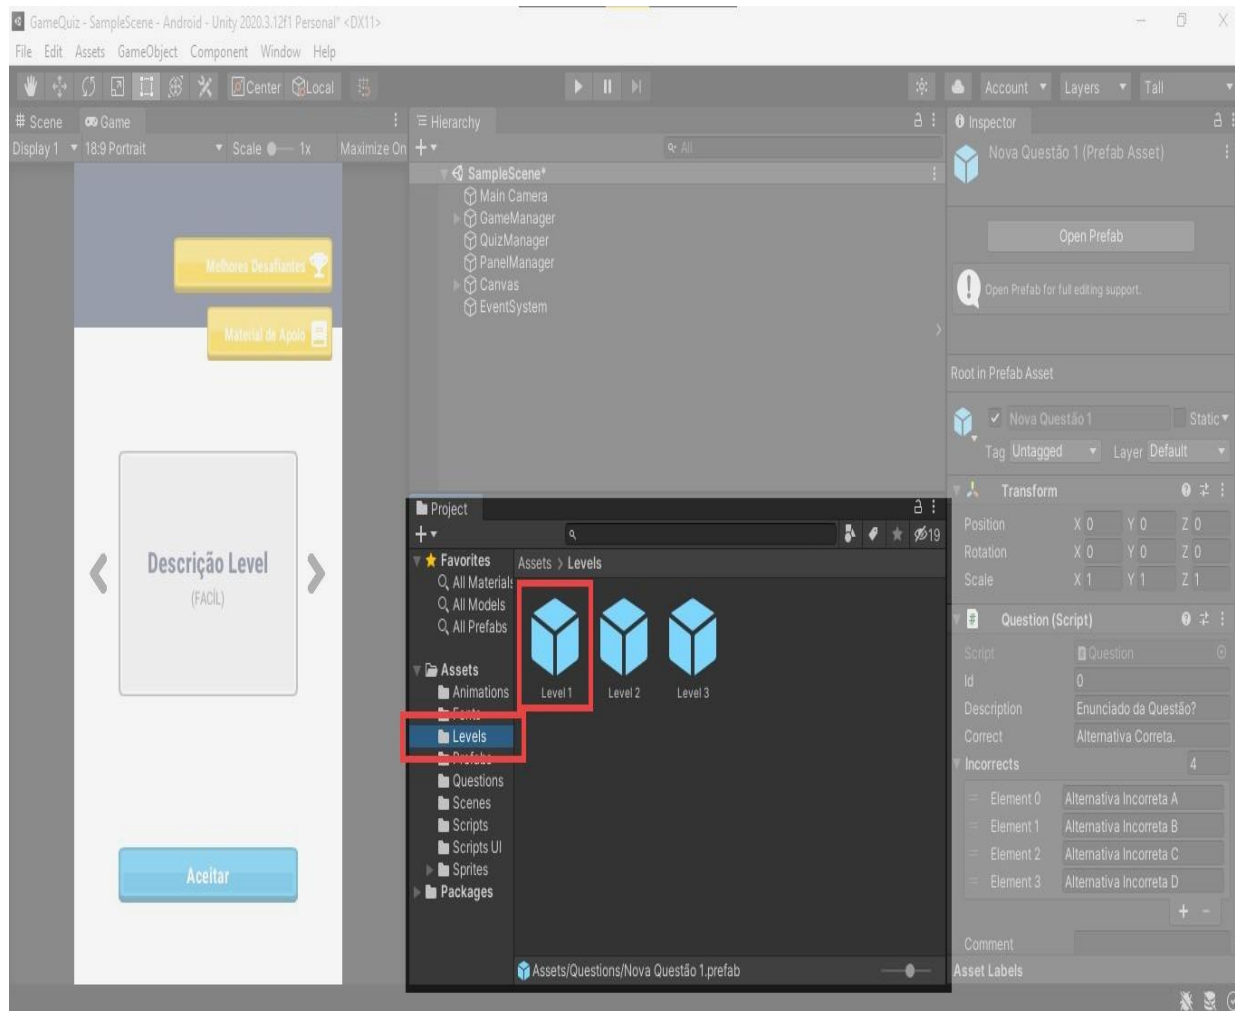 GameQuiz - SampleScene - Android - Unity 2020.3.12f1 Personal* <DX11>
File Edit Assets GameObject Component Window Help
Center Local
Account Layers Tall
Scene Game
Display 1 18:9 Portrait Scale 1x Maximize On
Melhores Desafiantes
Material de Apoio
Descrição Level
(FACÍL)
Aceitar
Hierarchy
All
SampleScene*
Main Camera
GameManager
QuizManager
PanelManager
Canvas
EventSystem
Project
19
Favorites
All Materials
All Models
All Prefabs
Assets
Animations
Fonts
Levels
Prefabs
Questions
Scenes
Scripts
Scripts UI
Sprites
Packages
Assets > Levels
Level 1 Level 2 Level 3
Assets/Questions/Nova Questão 1.prefab
Inspector
Nova Questão 1 (Prefab Asset)
Open Prefab
Open Prefab for full editing support.
Root in Prefab Asset
Nova Questão 1 Static
Tag Untagged Layer Default
Transform
Position X 0 Y 0 Z 0
Rotation X 0 Y 0 Z 0
Scale X 1 Y 1 Z 1
Question (Script)
Script Question
Id 0
Description Enunciado da Questão?
Correct Alternativa Correta.
Incorrects 4
Element 0 Alternativa Incorreta A
Element 1 Alternativa Incorreta B
Element 2 Alternativa Incorreta C
Element 3 Alternativa Incorreta D
Comment
Asset Labels